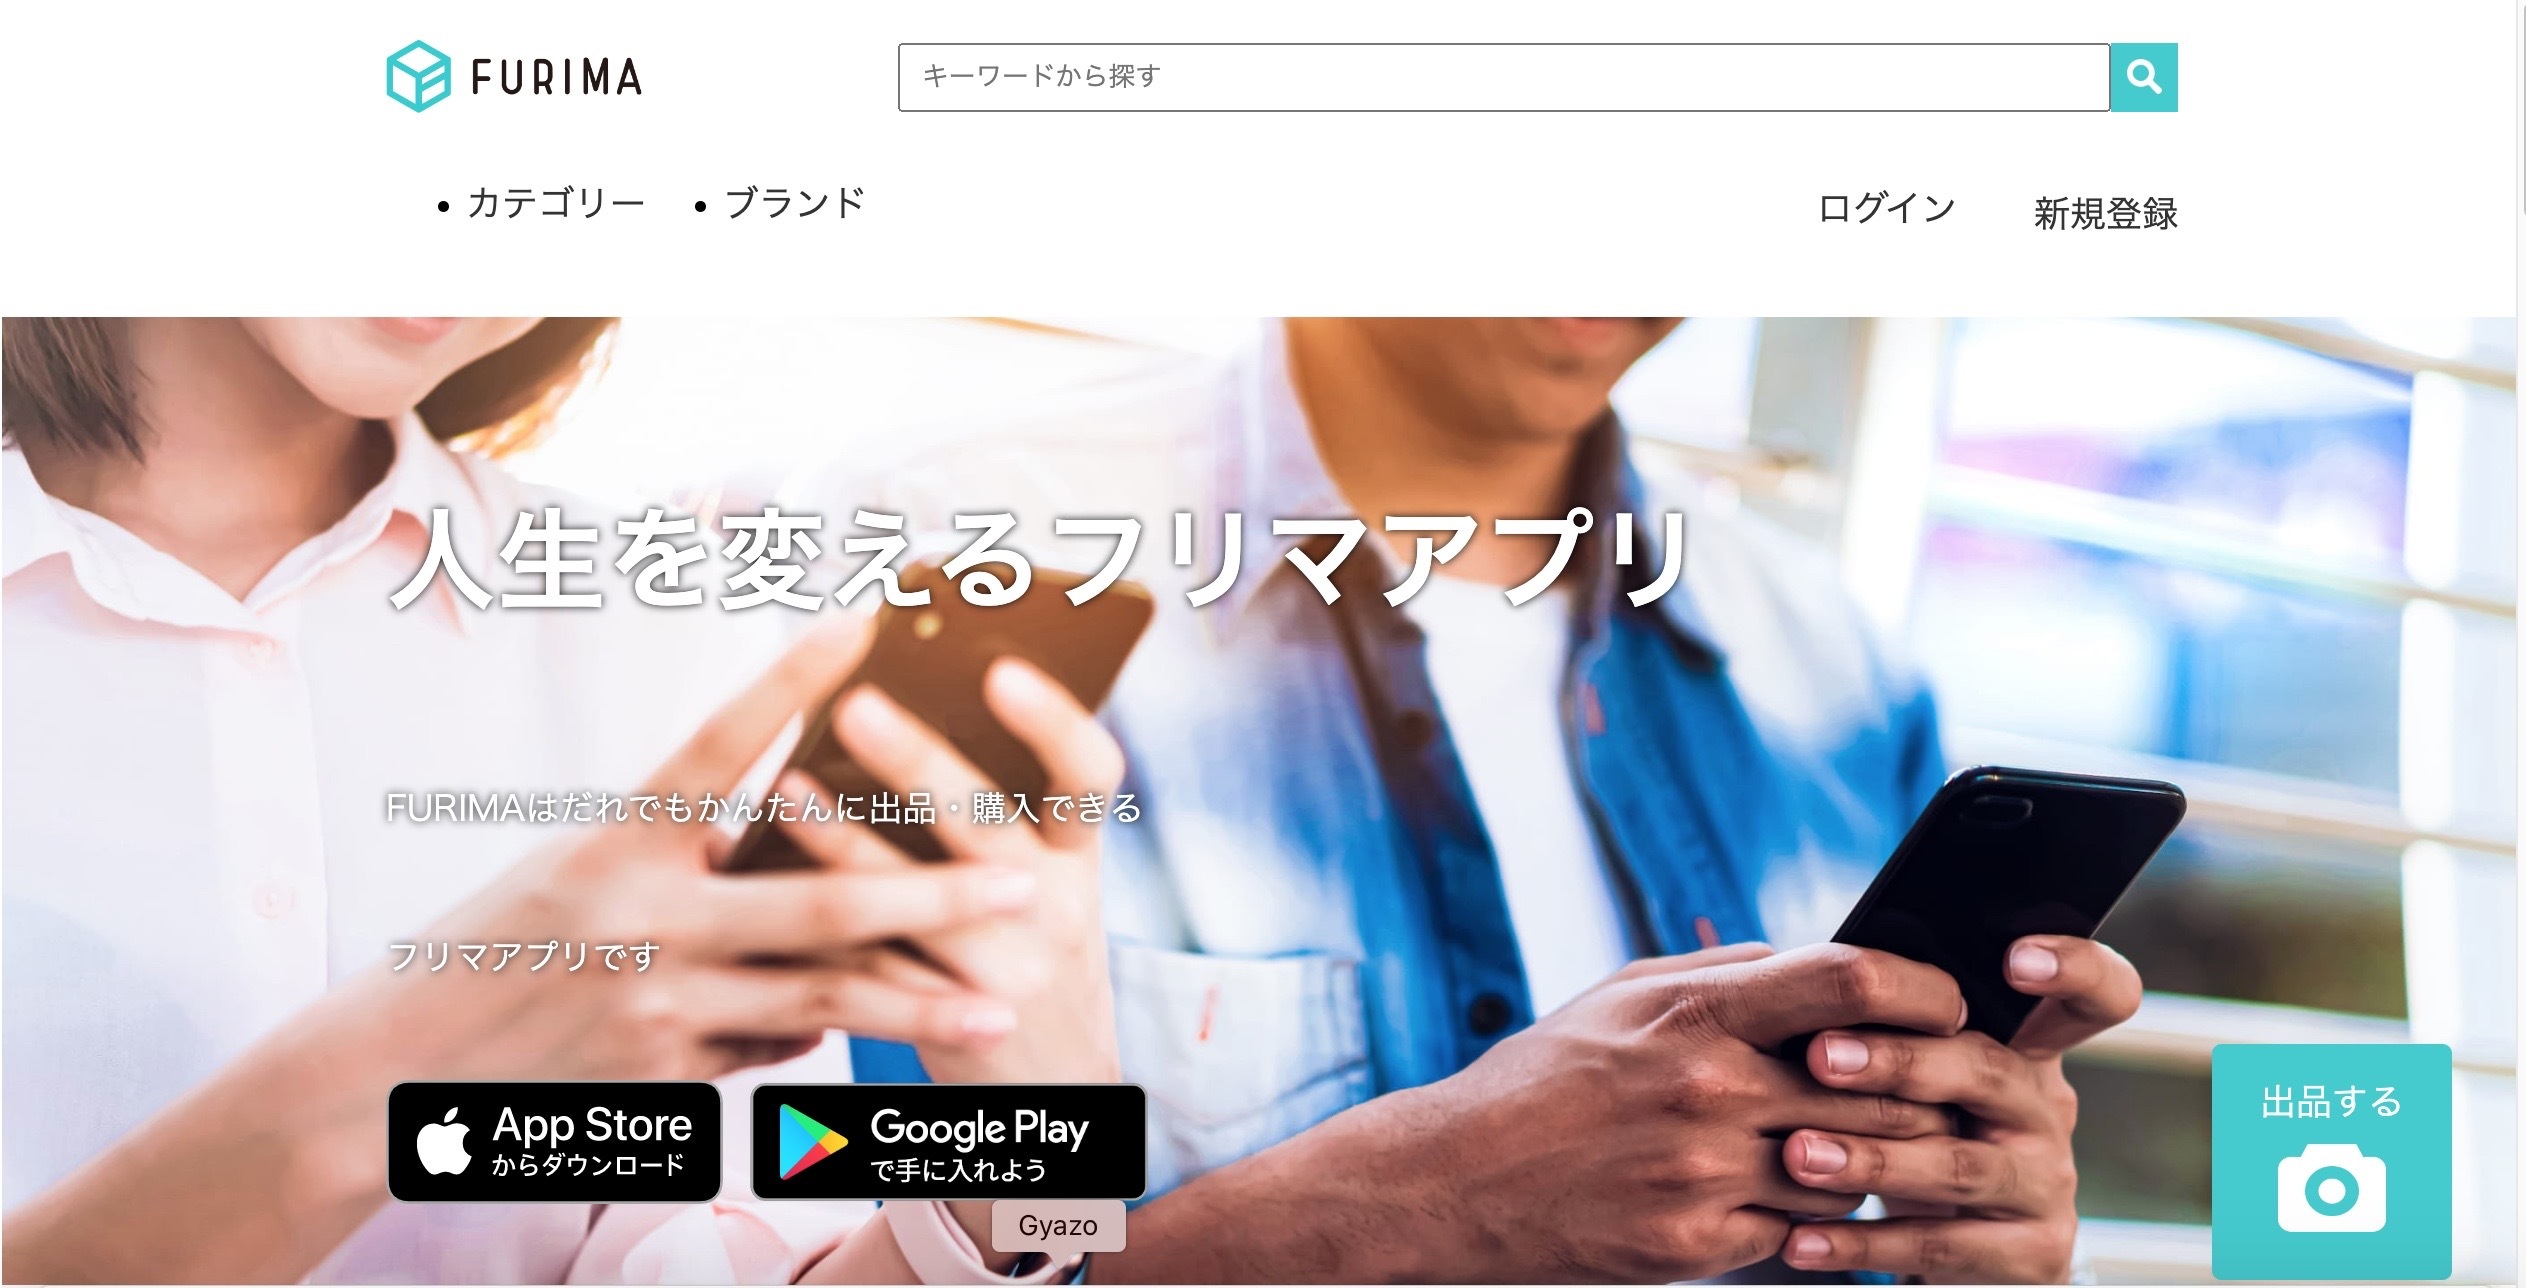 FURIMA
キーワードから探す
カテゴリー
ブランド
ログイン
新規登録
人生を変えるフリマアプリ
FURIMAはだれでもかんたんに出品・購入できる
フリマアプリです
App Store
からダウンロード
Google Play
で手に入れよう
Gyazo
出品する